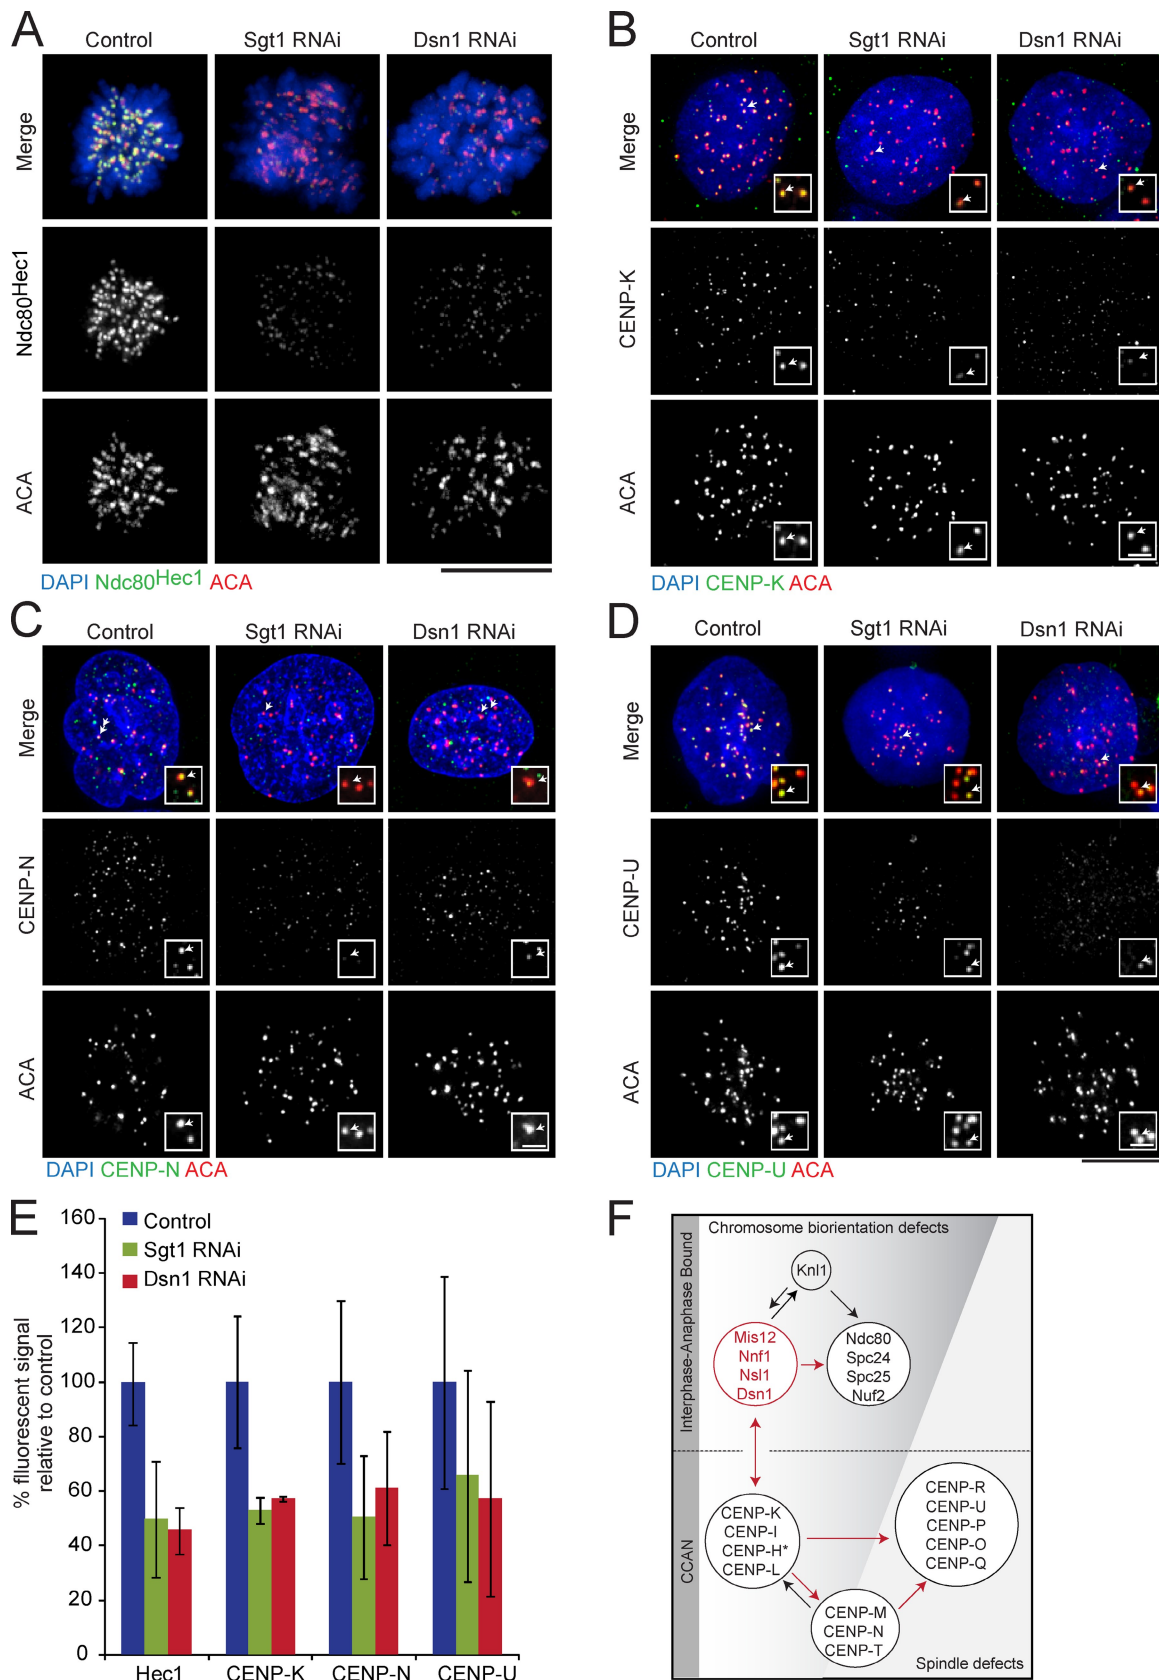 A
Control Sgt1 RNAi Dsn1 RNAi
Merge
Ndc80Hec1
ACA
DAPI Ndc80Hec1 ACA
B
Control Sgt1 RNAi Dsn1 RNAi
Merge
CENP-K
ACA
DAPI CENP-K ACA
C
Control Sgt1 RNAi Dsn1 RNAi
Merge
CENP-N
ACA
DAPI CENP-N ACA
D
Control Sgt1 RNAi Dsn1 RNAi
Merge
CENP-U
ACA
DAPI CENP-U ACA
E
% fluorescent signal
relative to control
160
140
120
100
80
60
40
20
0
Control
Sgt1 RNAi
Dsn1 RNAi
Hec1 CENP-K CENP-N CENP-U
F
Interphase-Anaphase Bound
CCAN
Chromosome biorientation defects
Knl1
Mis12
Nnf1
Nsl1
Dsn1
Ndc80
Spc24
Spc25
Nuf2
CENP-K
CENP-I
CENP-H*
CENP-L
CENP-R
CENP-U
CENP-P
CENP-O
CENP-Q
CENP-M
CENP-N
CENP-T
Spindle defects